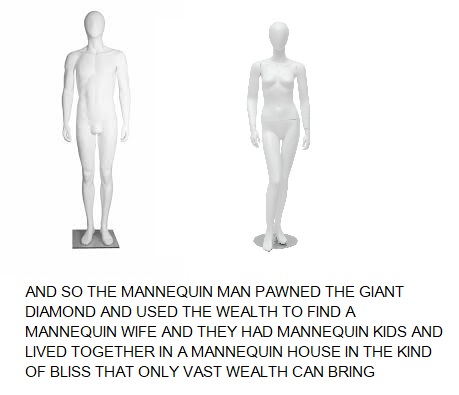 AND SO THE MANNEQUIN MAN PAWNED THE GIANT
DIAMOND AND USED THE WEALTH TO FIND A
MANNEQUIN WIFE AND THEY HAD MANNEQUIN KIDS AND
LIVED TOGETHER IN A MANNEQUIN HOUSE IN THE KIND
OF BLISS THAT ONLY VAST WEALTH CAN BRING